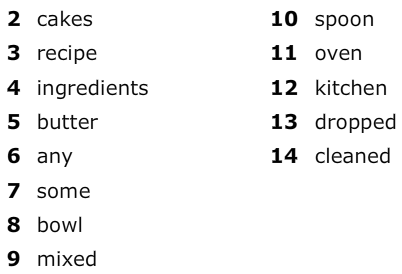 2 cakes
3 recipe
4 ingredients
5 butter
6 any
7 some
8 bowl
9 mixed
10 spoon
11 oven
12 kitchen
13 dropped
14 cleaned